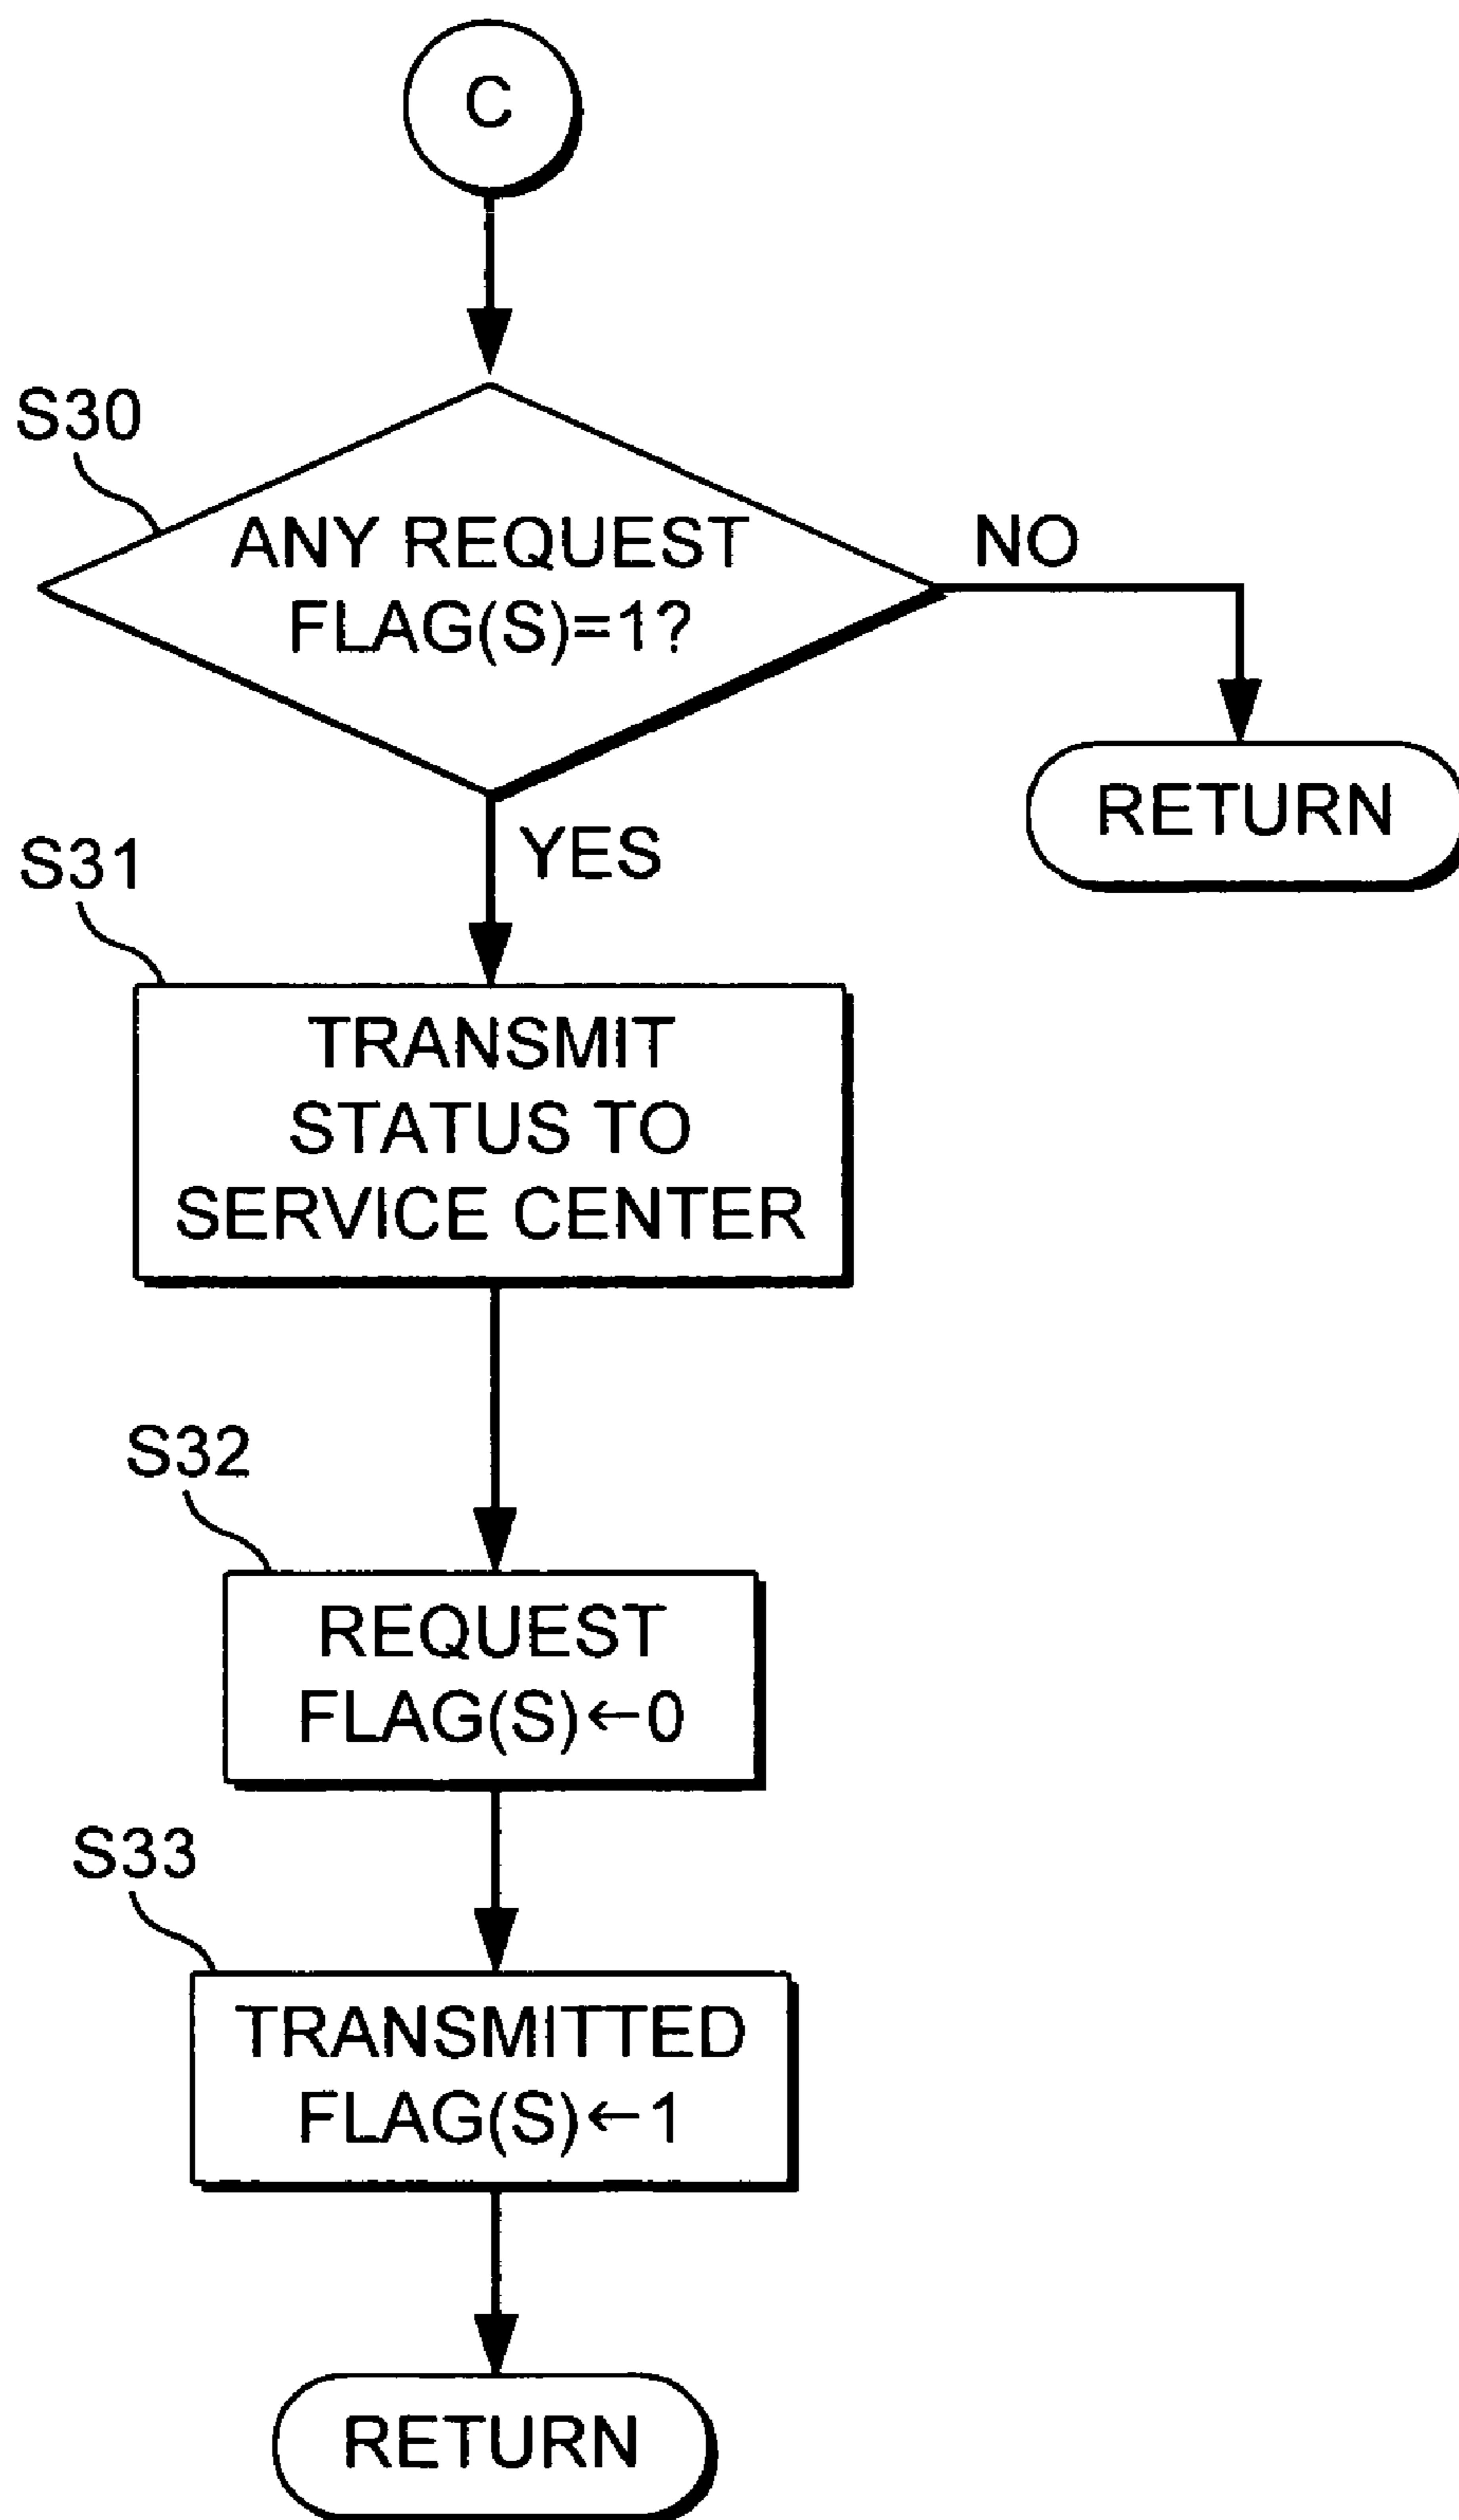 C
S30
ANY REQUEST
FLAG(S)=1?
NO
RETURN
YES
S31
TRANSMIT
STATUS TO
SERVICE CENTER
S32
REQUEST
FLAG(S)←0
S33
TRANSMITTED
FLAG(S)←1
RETURN